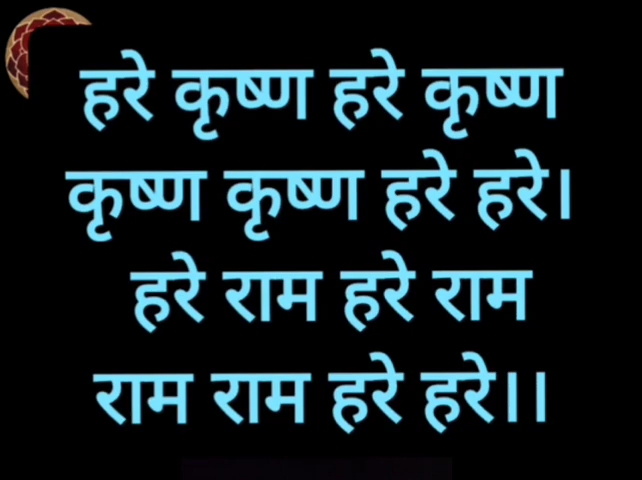 हरे कृष्ण हरे कृष्ण
कृष्ण कृष्ण हरे हरे।
हरे राम हरे राम
राम राम हरे हरे।।